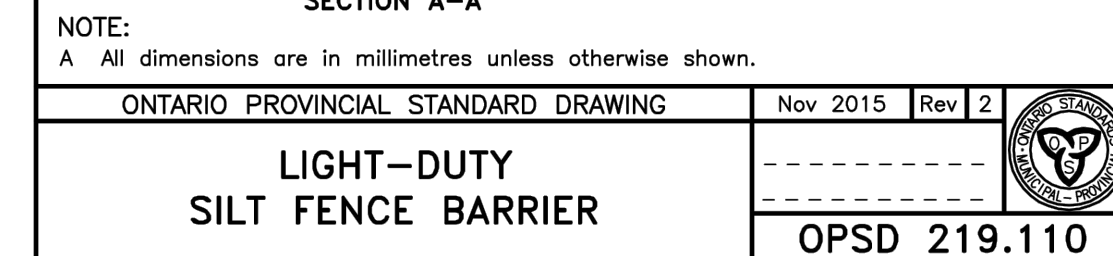 SECTION A–A
NOTE:
A All dimensions are in millimetres unless otherwise shown.
ONTARIO PROVINCIAL STANDARD DRAWING
Nov 2015 Rev 2
LIGHT–DUTY
SILT FENCE BARRIER
OPS
OPSD 219.110